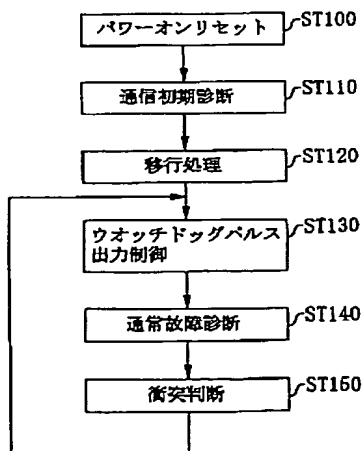 パワーオンリセット ST100
通信初期診断 ST110
移行処理 ST120
ウオッチドッグパルス ST130
出力制御
通常故障診断 ST140
衝突判断 ST150